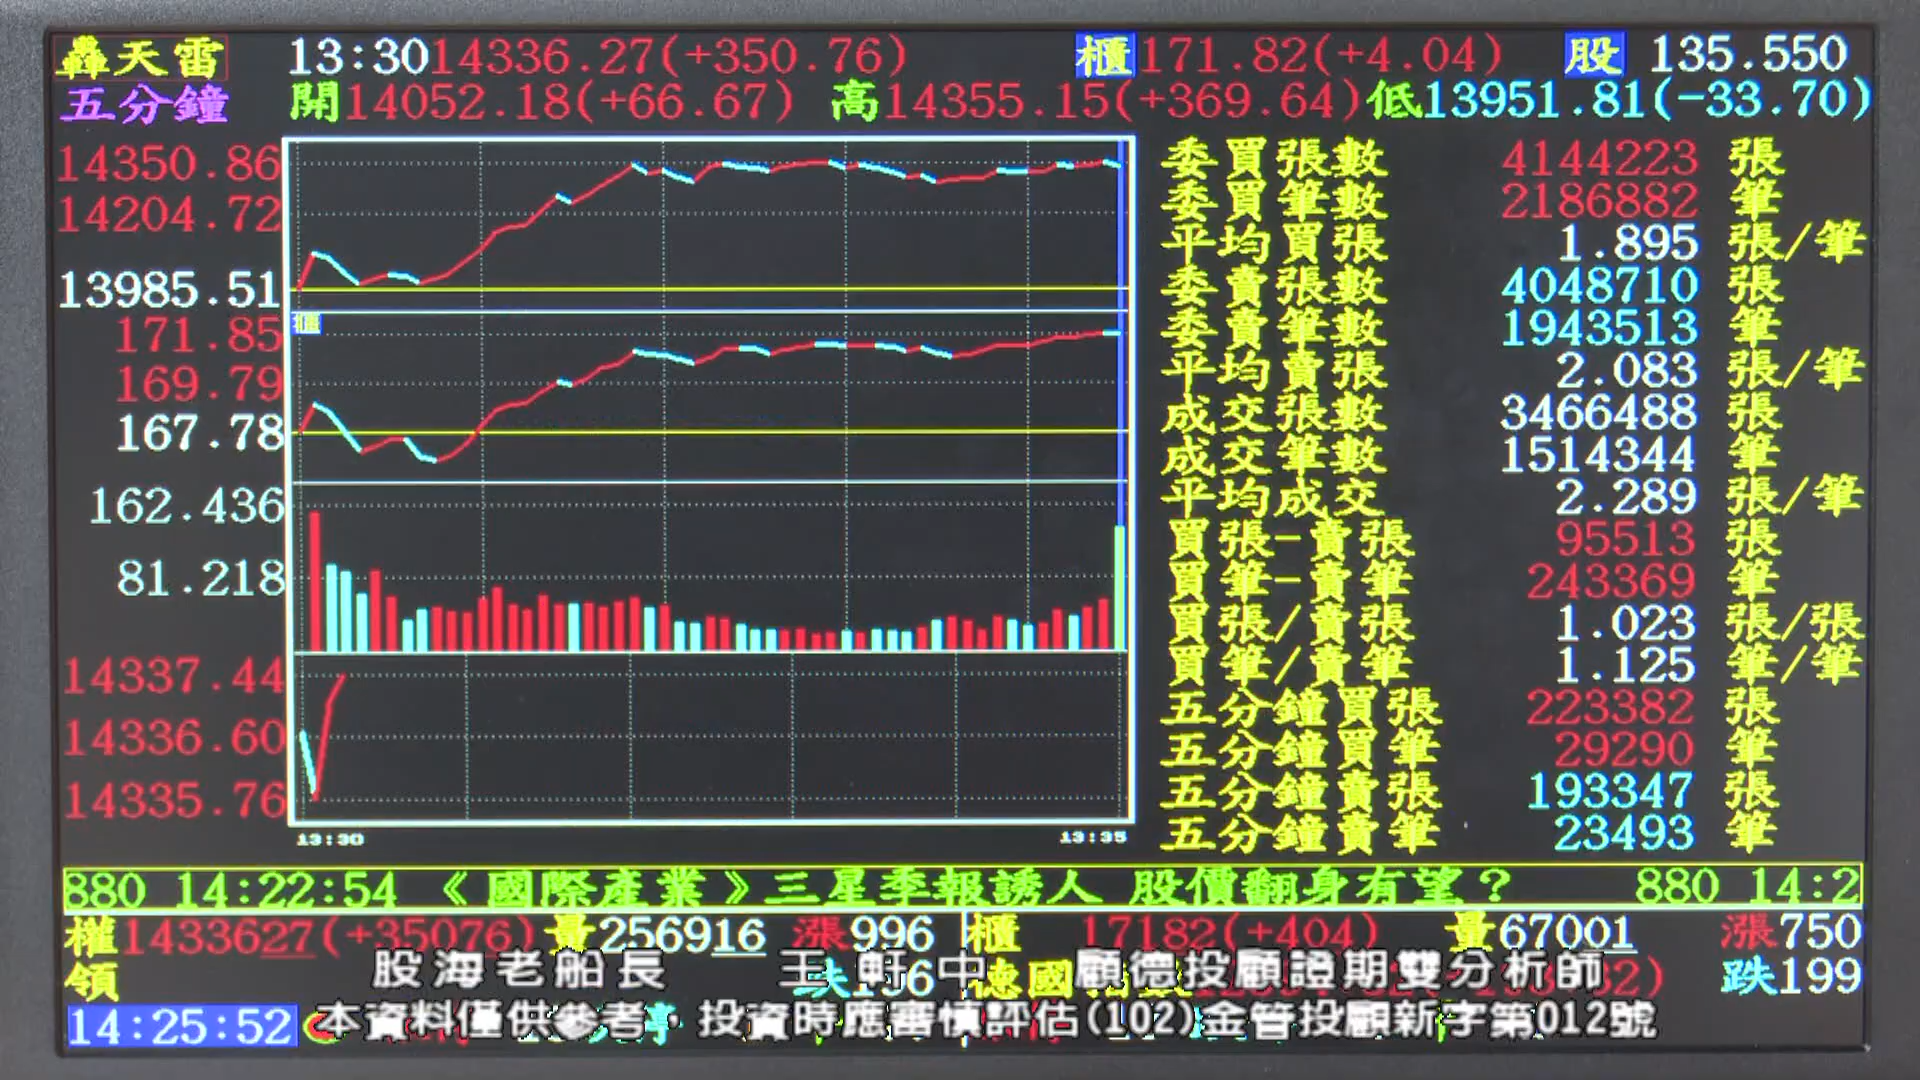 轟天雷 13:30 14336.27(+350.76) 櫃 171.82(+4.04) 股 135.550
五分鐘 開 14052.18(+66.67) 高 14355.15(+369.64) 低 13951.81(-33.70)
14350.86
14204.72
13985.51
櫃
171.85
169.79
167.78
162.436
81.218
14337.44
14336.60
14335.76
13:30 13:35
委買張數 4144223 張
委買筆數 2186882 筆
平均買張 1.895 張/筆
委賣張數 4048710 張
委賣筆數 1943513 筆
平均賣張 2.083 張/筆
成交張數 3466488 張
成交筆數 1514344 筆
平均成交 2.289 張/筆
買張-賣張 95513 張
買筆-賣筆 243369 筆
買張/賣張 1.023 張/張
買筆/賣筆 1.125 筆/筆
五分鐘買張 223382 張
五分鐘買筆 29290 筆
五分鐘賣張 193347 張
五分鐘賣筆 23493 筆
880 14:22:54 《國際產業》三星季報誘人 股價翻身有望? 880 14:2
權 1433627(+35076) 量 25691616 漲 996 櫃 17182(+404) 量 670001 漲 750
領 跌 德國指數 跌 199
股海老船長 王軒中 顧德投顧證期雙分析師
14:25:52
本資料僅供參考，投資時應審慎評估(102)金管投顧新字第012號